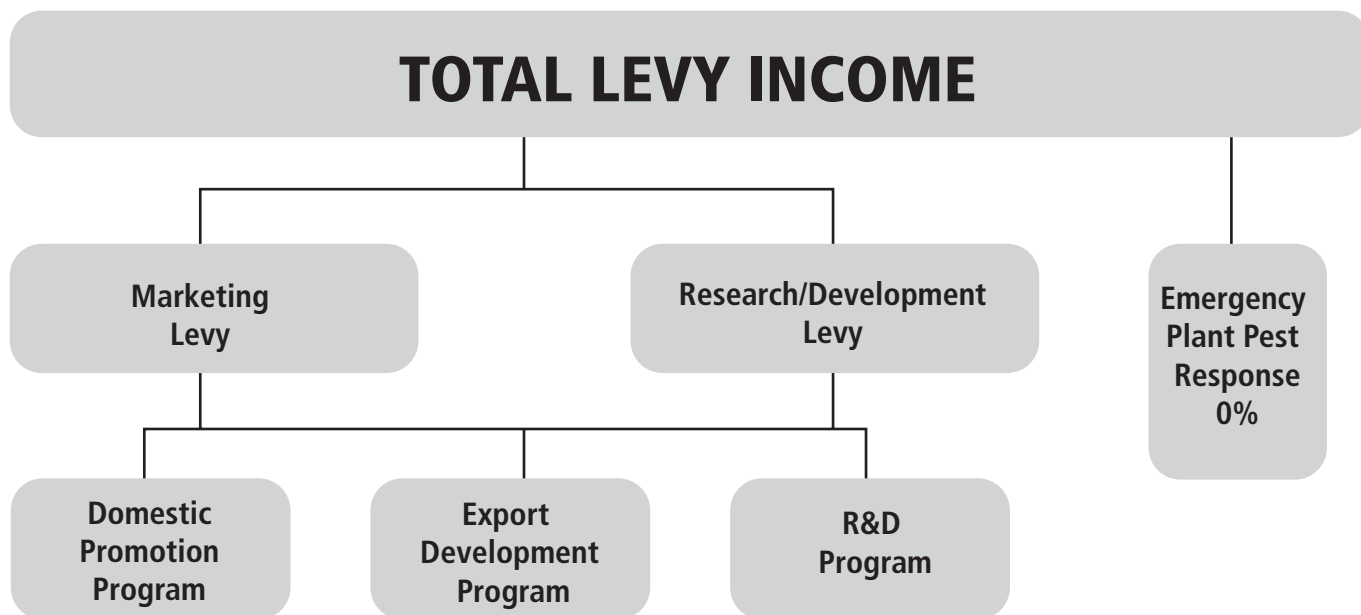 TOTAL LEVY INCOME
Marketing
Levy
Research/Development
Levy
Emergency
Plant Pest
Response
0%
Domestic
Promotion
Program
Export
Development
Program
R&D
Program